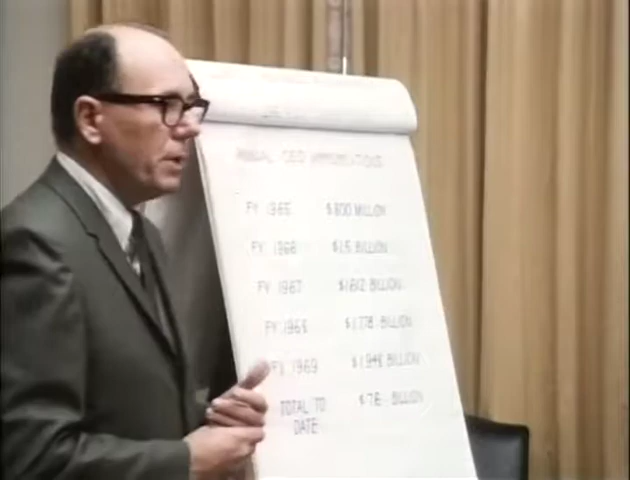 ANNUAL OEO APPROPRIATIONS
FY 1965 $800 MILLION
FY 1966 $1.5 BILLION
FY 1967 $1.612 BILLION
FY 1968 $1.778 BILLION
FY 1969 $1.948 BILLION
TOTAL TO $7.6 BILLION
DATE